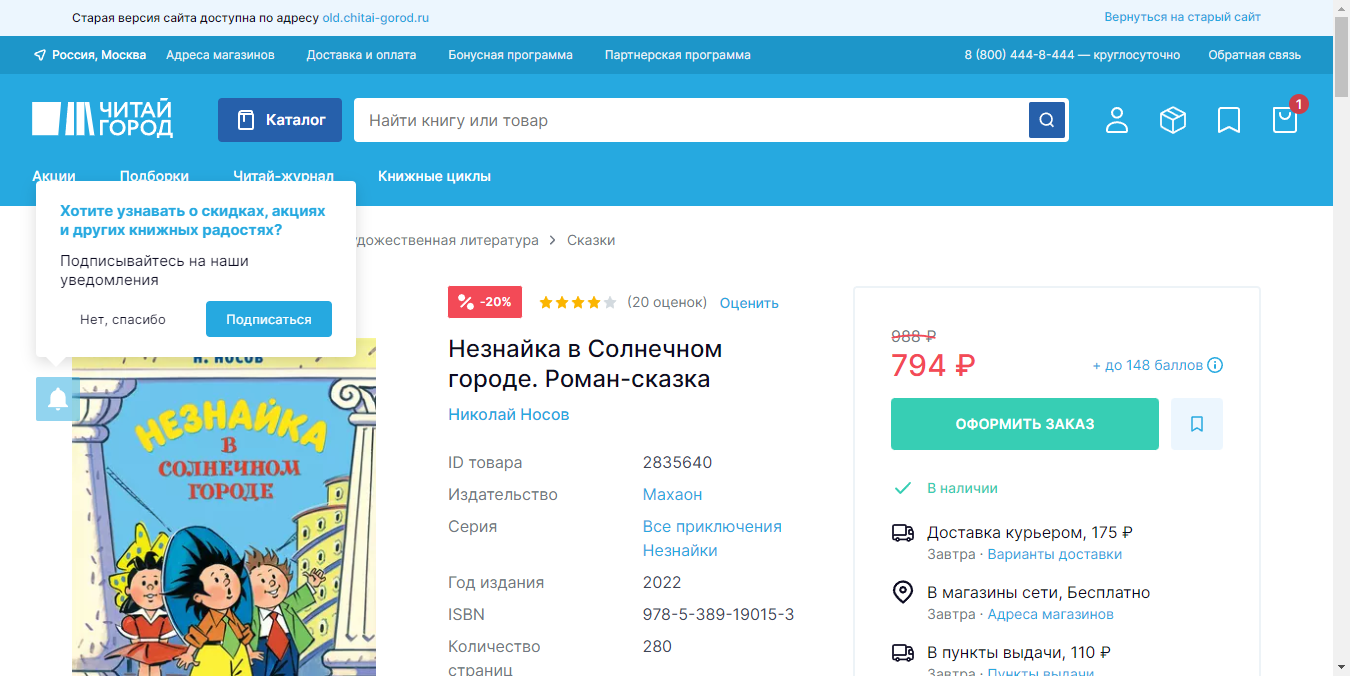 Старая версия сайта доступна по адресу old.chitai-gorod.ru
Вернуться на старый сайт
Россия, Москва
Адреса магазинов
Доставка и оплата
Бонусная программа
Партнерская программа
8 (800) 444-8-444 — круглосуточно
Обратная связь
ЧИТАЙ
ГОРОД
Каталог
Найти книгу или товар
1
Акции
Подборки
Читай-журнал
Книжные циклы
Хотите узнавать о скидках, акциях
и других книжных радостях?
Подписывайтесь на наши
уведомления
Нет, спасибо
Подписаться
удожественная литература
Сказки
Н. НОСОВ
НЕЗНАЙКА
В
СОЛНЕЧНОМ
ГОРОДЕ
-20%
(20 оценок)
Оценить
Незнайка в Солнечном
городе. Роман-сказка
Николай Носов
ID товара 2835640
Издательство Махаон
Серия Все приключения
Незнайки
Год издания 2022
ISBN 978-5-389-19015-3
Количество 280
страниц
988 ₽
794 ₽
+ до 148 баллов
ОФОРМИТЬ ЗАКАЗ
В наличии
Доставка курьером, 175 ₽
Завтра · Варианты доставки
В магазины сети, Бесплатно
Завтра · Адреса магазинов
В пункты выдачи, 110 ₽
Завтра · Пункты выдачи